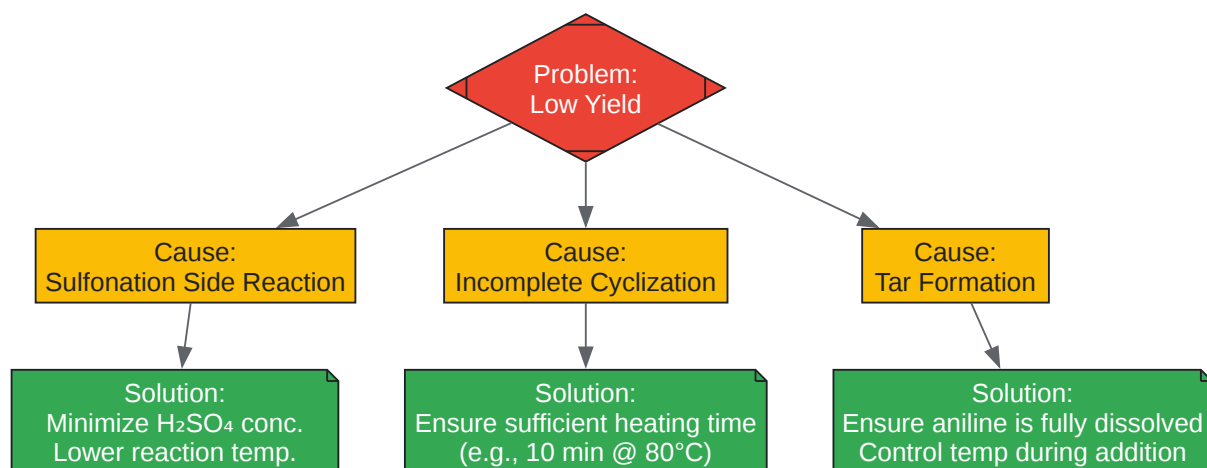 Problem:
Low Yield
Cause:
Sulfonation Side Reaction
Cause:
Incomplete Cyclization
Cause:
Tar Formation
Solution:
Minimize H₂SO₄ conc.
Lower reaction temp.
Solution:
Ensure sufficient heating time
(e.g., 10 min @ 80°C)
Solution:
Ensure aniline is fully dissolved
Control temp during addition